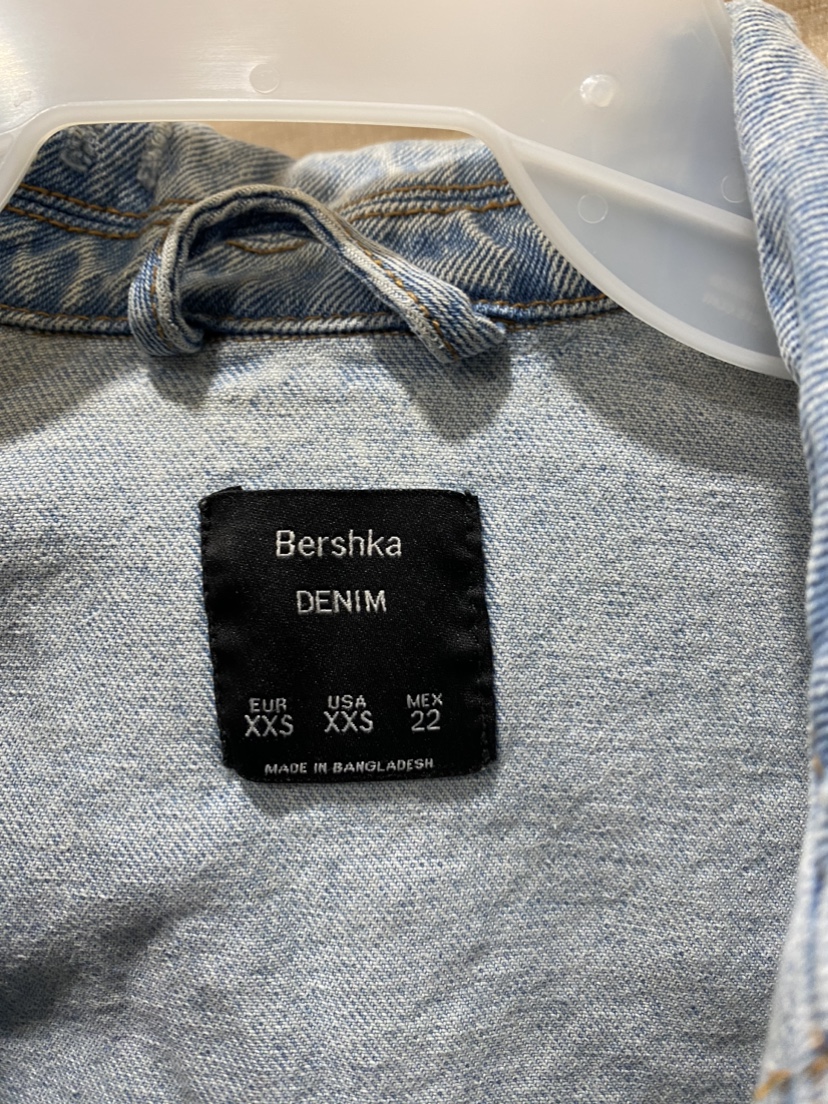 Bershka
DENIM
EUR USA MEX
XXS XXS 22
MADE IN BANGLADESH